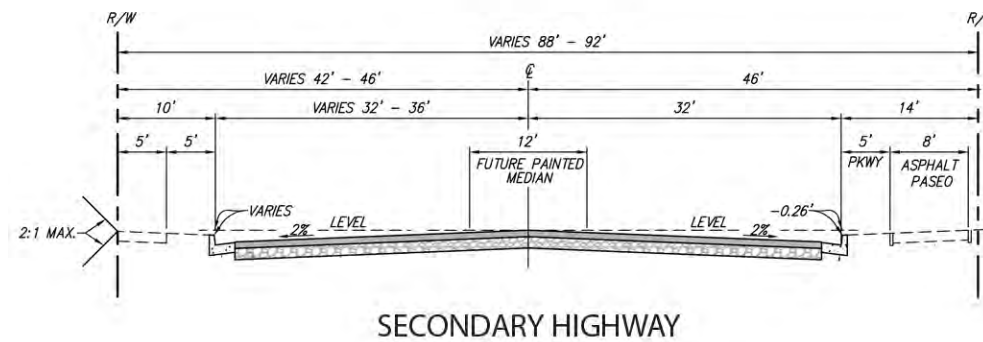 R/W
R/
VARIES 88' - 92'
VARIES 42' - 46'
℄
46'
10'
VARIES 32' - 36'
32'
14'
5'
5'
12'
5'
8'
FUTURE PAINTED
MEDIAN
PKWY
ASPHALT
PASEO
VARIES
LEVEL
LEVEL
-0.26'
2:1 MAX.
2%
2%
SECONDARY HIGHWAY